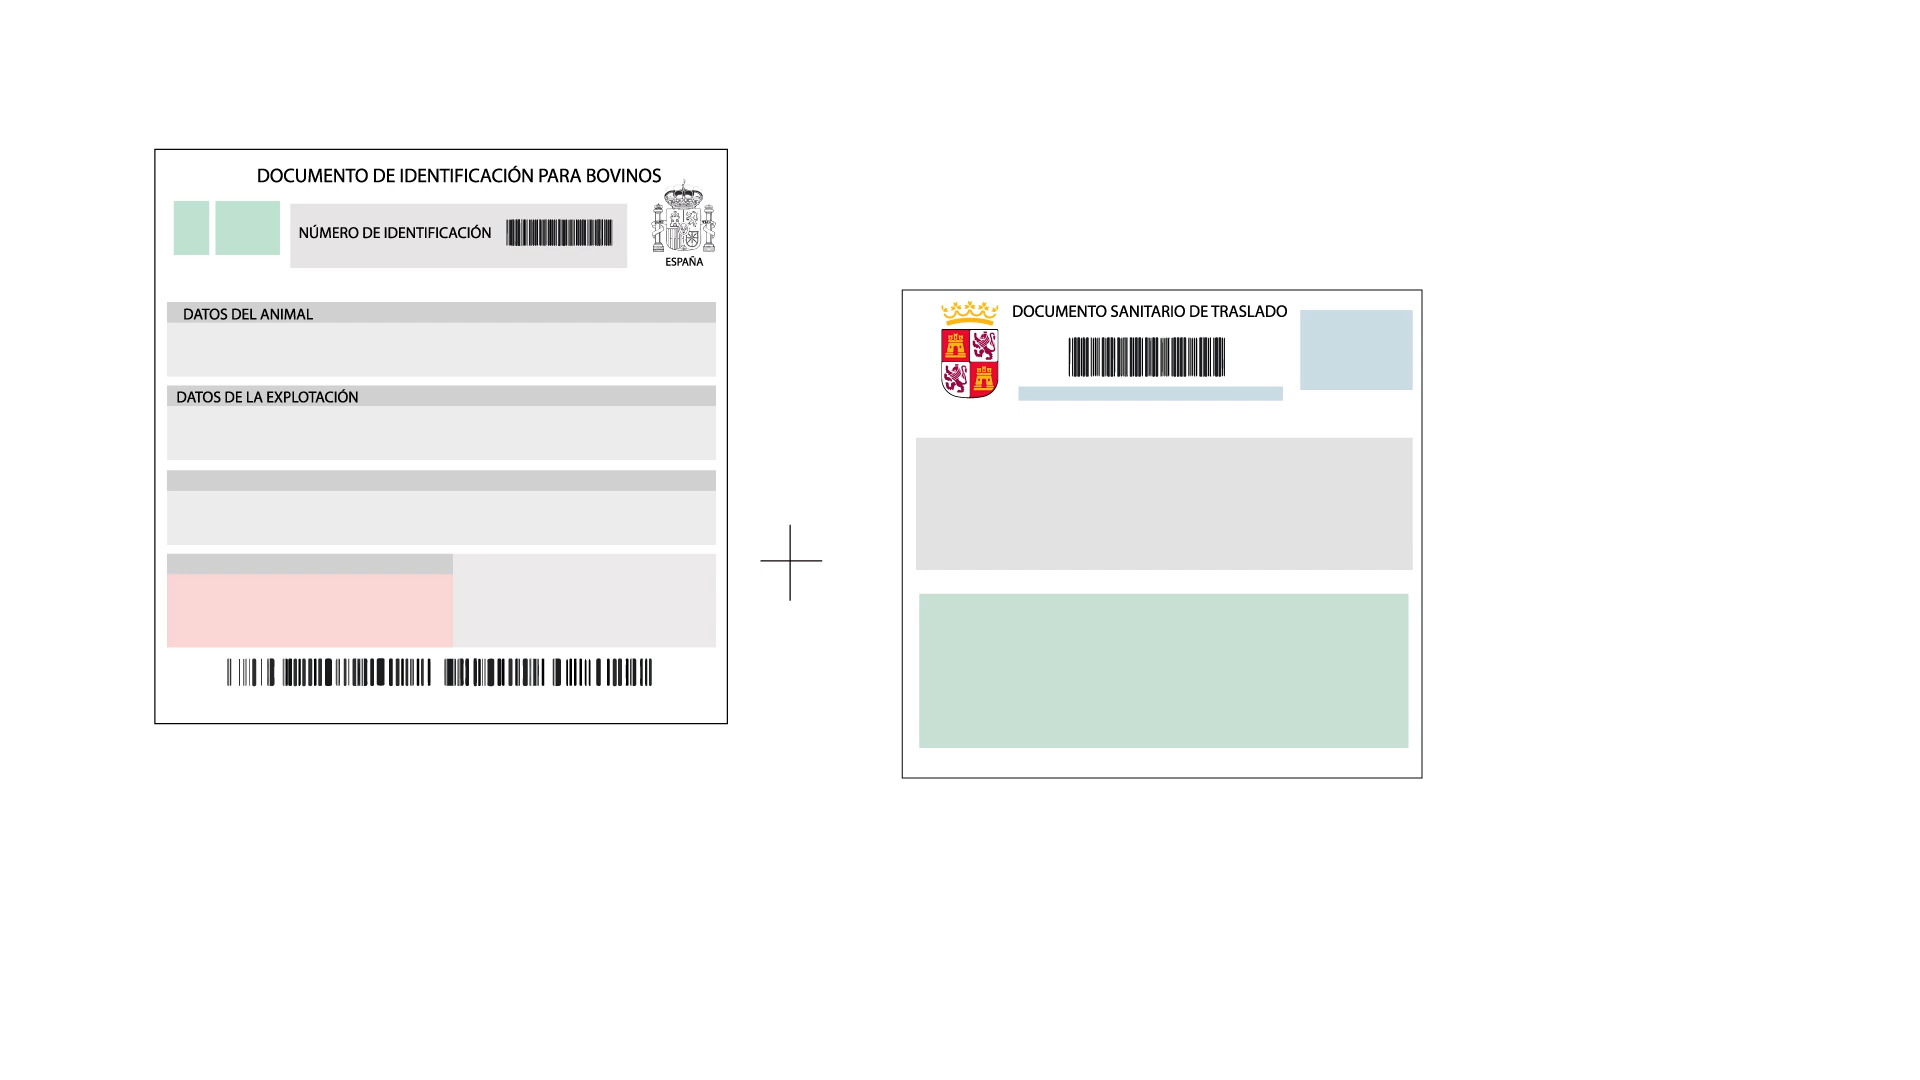 DOCUMENTO DE IDENTIFICACIÓN PARA BOVINOS
NÚMERO DE IDENTIFICACIÓN
ESPAÑA
DATOS DEL ANIMAL
DATOS DE LA EXPLOTACIÓN
DOCUMENTO SANITARIO DE TRASLADO